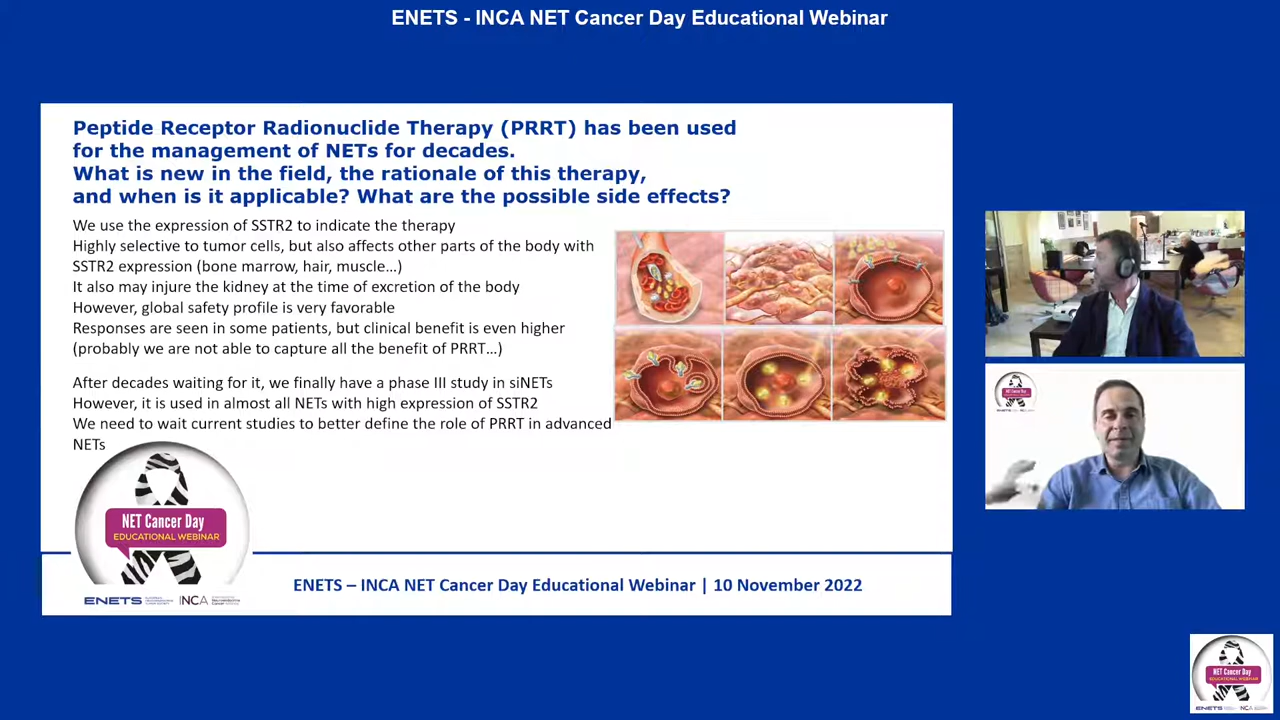 ENETS - INCA NET Cancer Day Educational Webinar
Peptide Receptor Radionuclide Therapy (PRRT) has been used
for the management of NETs for decades.
What is new in the field, the rationale of this therapy,
and when is it applicable? What are the possible side effects?
We use the expression of SSTR2 to indicate the therapy
Highly selective to tumor cells, but also affects other parts of the body with
SSTR2 expression (bone marrow, hair, muscle…)
It also may injure the kidney at the time of excretion of the body
However, global safety profile is very favorable
Responses are seen in some patients, but clinical benefit is even higher
(probably we are not able to capture all the benefit of PRRT…)
After decades waiting for it, we finally have a phase III study in siNETs
However, it is used in almost all NETs with high expression of SSTR2
We need to wait current studies to better define the role of PRRT in advanced
NETs
NET Cancer Day
EDUCATIONAL WEBINAR
ENETS
INCA
ENETS – INCA NET Cancer Day Educational Webinar | 10 November 2022
NET Cancer Day
EDUCATIONAL WEBINAR
ENETS
INCA